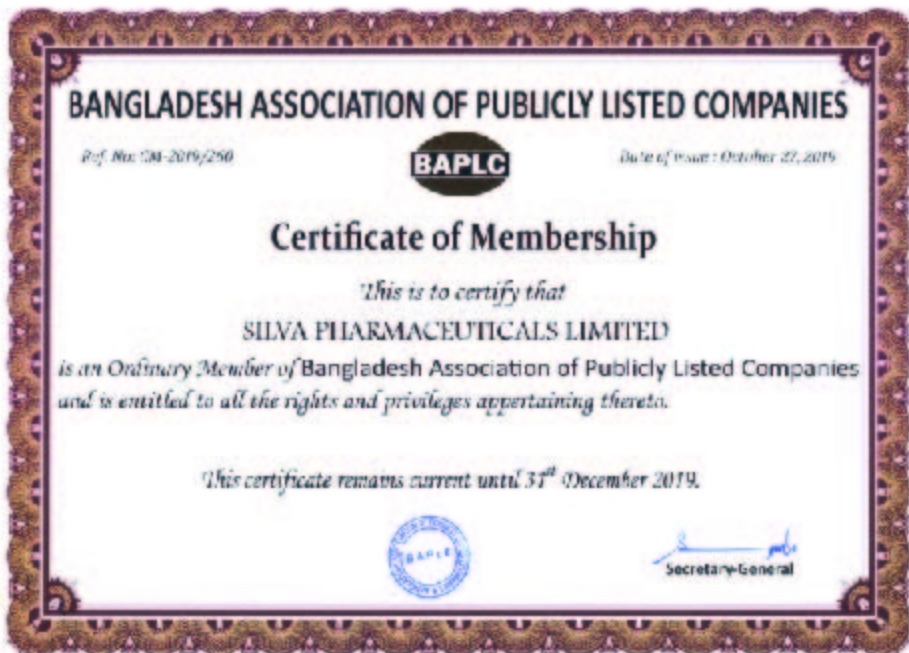 BANGLADESH ASSOCIATION OF PUBLICLY LISTED COMPANIES
Ref. No: CM-2019/260
BAPLC
Date of issue : October 27, 2019
Certificate of Membership
This is to certify that
SILVA PHARMACEUTICALS LIMITED
is an Ordinary Member of Bangladesh Association of Publicly Listed Companies
and is entitled to all the rights and privileges appertaining thereto.
This certificate remains current until 31st December 2019.
BAPLC
Secretary-General